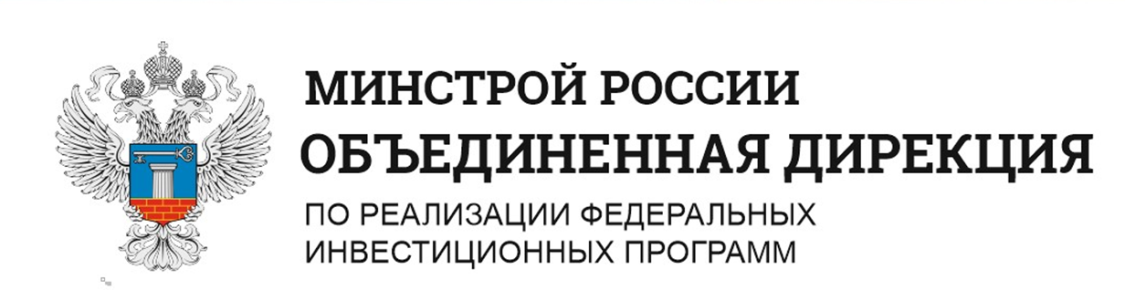 МИНСТРОЙ РОССИИ
ОБЪЕДИНЕННАЯ ДИРЕКЦИЯ
ПО РЕАЛИЗАЦИИ ФЕДЕРАЛЬНЫХ
ИНВЕСТИЦИОННЫХ ПРОГРАММ